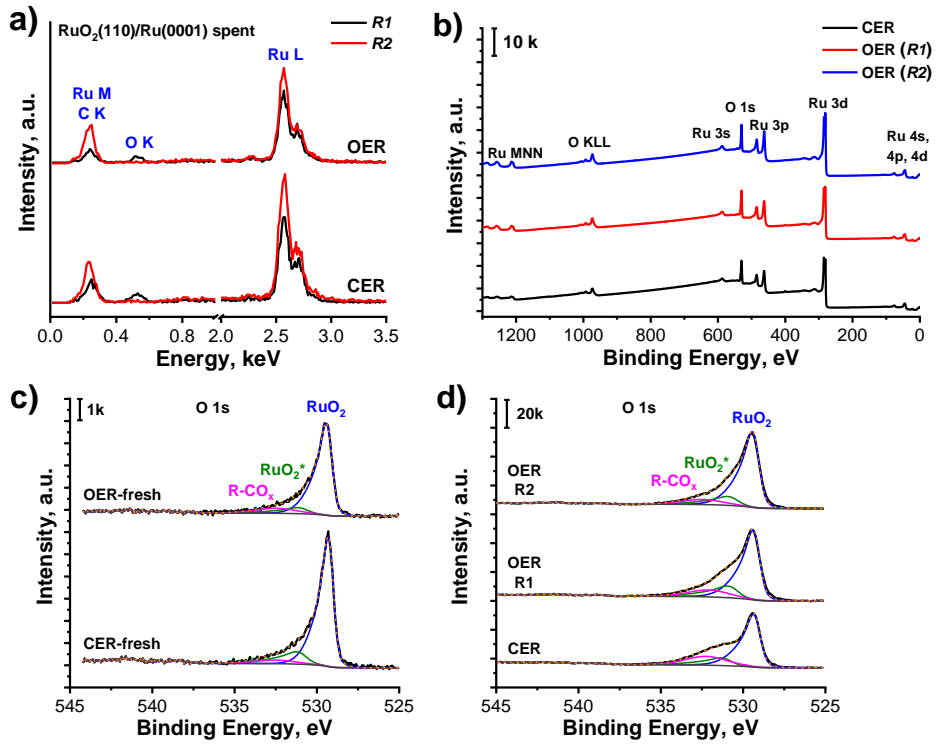 a)
RuO2(110)/Ru(0001) spent
R1
R2
Ru M
C K
O K
Ru L
OER
CER
Intensity, a.u.
0.0 0.4 0.8 2.0 2.5 3.0 3.5
Energy, keV
b)
10 k
CER
OER (R1)
OER (R2)
Ru MNN
O KLL
Ru 3s
O 1s
Ru 3p
Ru 3d
Ru 4s,
4p, 4d
Intensity, a.u.
1200 1000 800 600 400 200 0
Binding Energy, eV
c)
1k
O 1s
RuO2
RuO2*
R-COx
OER-fresh
CER-fresh
Intensity, a.u.
545 540 535 530 525
Binding Energy, eV
d)
20k
O 1s
RuO2
RuO2*
R-COx
OER
R2
OER
R1
CER
Intensity, a.u.
545 540 535 530 525
Binding Energy, eV